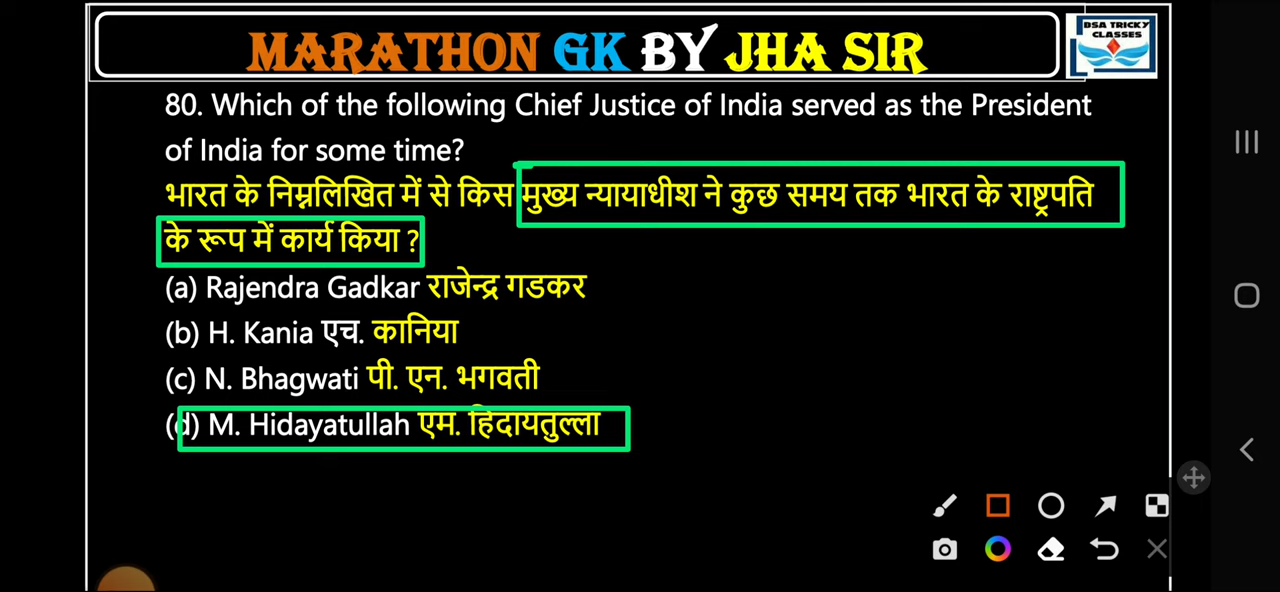 MARATHON GK BY JHA SIR
DSA TRICKY
CLASSES
80. Which of the following Chief Justice of India served as the President
of India for some time?
भारत के निम्नलिखित में से किस मुख्य न्यायाधीश ने कुछ समय तक भारत के राष्ट्रपति
के रूप में कार्य किया ?
(a) Rajendra Gadkar राजेन्द्र गडकर
(b) H. Kania एच. कानिया
(c) N. Bhagwati पी. एन. भगवती
(d) M. Hidayatullah एम. हिदायतुल्ला